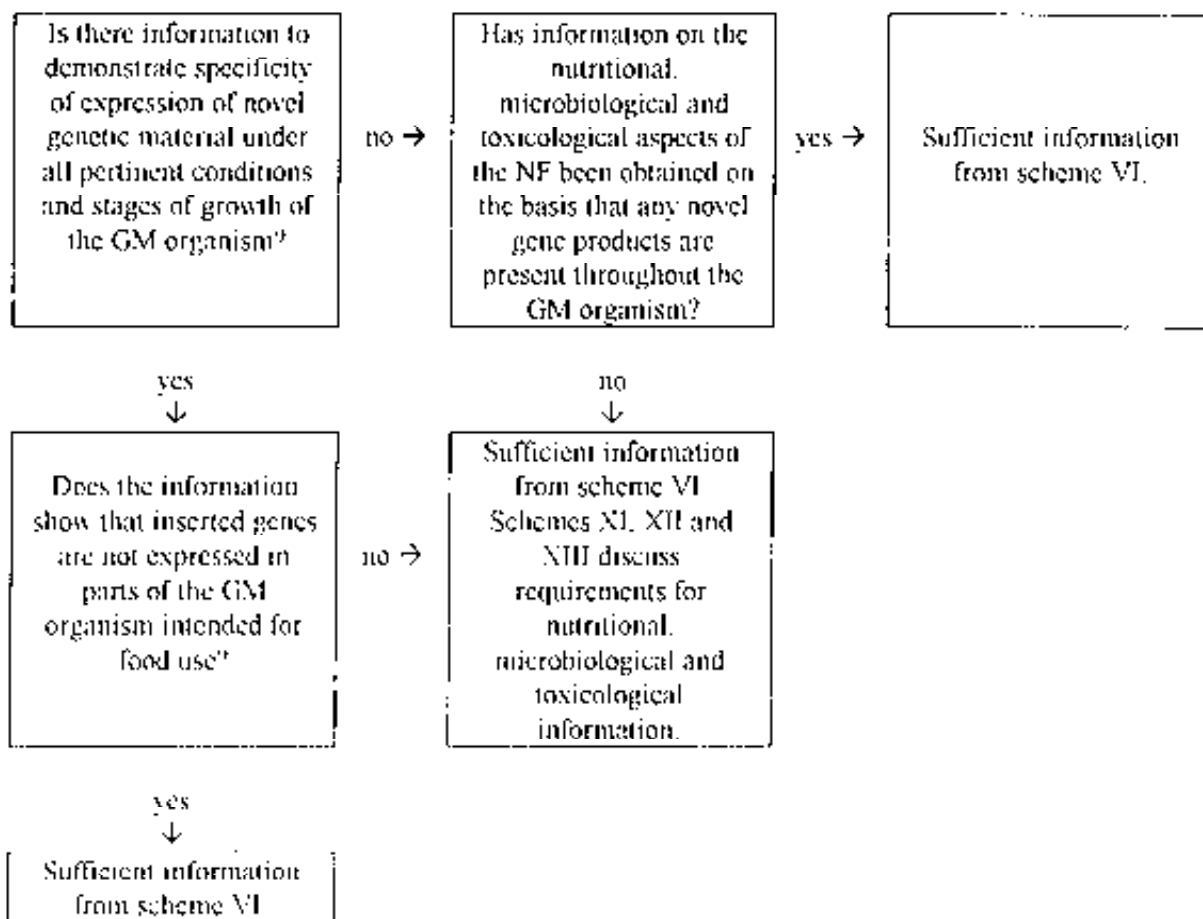 Is there information to
demonstrate specificity
of expression of novel
genetic material under
all pertinent conditions
and stages of growth of
the GM organism?
no →
Has information on the
nutritional,
microbiological and
toxicological aspects of
the NF been obtained on
the basis that any novel
gene products are
present throughout the
GM organism?
yes →
Sufficient information
from scheme VI.
yes
↓
no
↓
Does the information
show that inserted genes
are not expressed in
parts of the GM
organism intended for
food use?
no →
Sufficient information
from scheme VI
Schemes XI, XII and
XIII discuss
requirements for
nutritional,
microbiological and
toxicological
information.
yes
↓
Sufficient information
from scheme VI